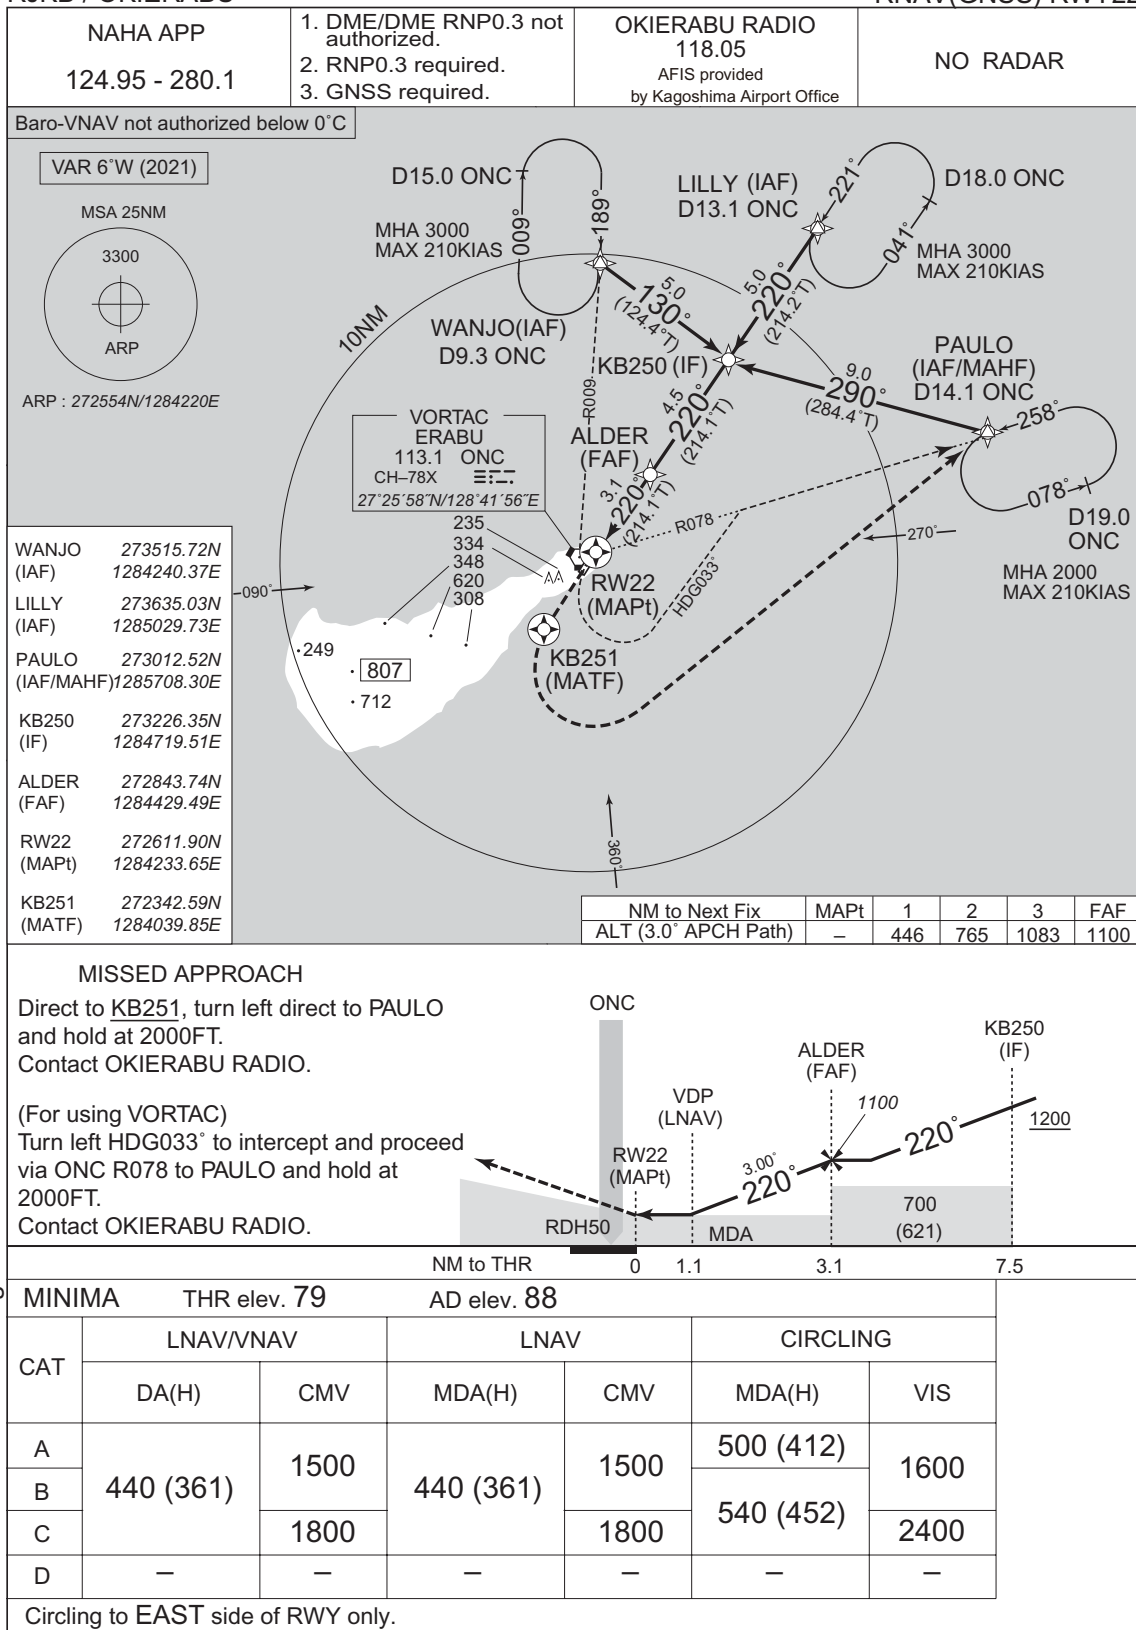 NAHA APP
124.95 - 280.1
1. DME/DME RNP0.3 not
authorized.
2. RNP0.3 required.
3. GNSS required.
OKIERABU RADIO
118.05
AFIS provided
by Kagoshima Airport Office
NO RADAR
Baro-VNAV not authorized below 0˚C
VAR 6˚W (2021)
MSA 25NM
3300
ARP
ARP : 272554N/1284220E
D15.0 ONC
009°
189°
MHA 3000
MAX 210KIAS
WANJO(IAF)
D9.3 ONC
10NM
LILLY (IAF)
D13.1 ONC
221°
041°
D18.0 ONC
MHA 3000
MAX 210KIAS
5.0
130°
(124.4˚T)
5.0
220°
(214.2˚T)
KB250 (IF)
PAULO
(IAF/MAHF)
D14.1 ONC
9.0
290°
(284.4˚T)
258°
078°
D19.0
ONC
MHA 2000
MAX 210KIAS
R009
4.5
220°
(214.1˚T)
ALDER
(FAF)
3.1
220°
(214.1˚T)
R078
HDG033°
270°
VORTAC
ERABU
113.1 ONC
CH–78X
27˚25´58˝N/128˚41´56˝E
235
334
348
620
308
RW22
(MAPt)
KB251
(MATF)
249
807
712
090°
360°
WANJO 273515.72N
(IAF) 1284240.37E
LILLY 273635.03N
(IAF) 1285029.73E
PAULO 273012.52N
(IAF/MAHF) 1285708.30E
KB250 273226.35N
(IF) 1284719.51E
ALDER 272843.74N
(FAF) 1284429.49E
RW22 272611.90N
(MAPt) 1284233.65E
KB251 272342.59N
(MATF) 1284039.85E
NM to Next Fix MAPt 1 2 3 FAF
ALT (3.0˚ APCH Path) – 446 765 1083 1100
MISSED APPROACH
Direct to KB251, turn left direct to PAULO
and hold at 2000FT.
Contact OKIERABU RADIO.
(For using VORTAC)
Turn left HDG033˚ to intercept and proceed
via ONC R078 to PAULO and hold at
2000FT.
Contact OKIERABU RADIO.
ONC
KB250
(IF)
ALDER
(FAF)
VDP
(LNAV)
1100
1200
RW22
(MAPt)
3.00°
220°
220°
700
(621)
RDH50
MDA
NM to THR 0 1.1 3.1 7.5
MINIMA THR elev. 79 AD elev. 88
CAT LNAV/VNAV LNAV CIRCLING
DA(H) CMV MDA(H) CMV MDA(H) VIS
A 440 (361) 1500 440 (361) 1500 500 (412) 1600
B 540 (452)
C 1800 1800 2400
D – – – – – –
Circling to EAST side of RWY only.